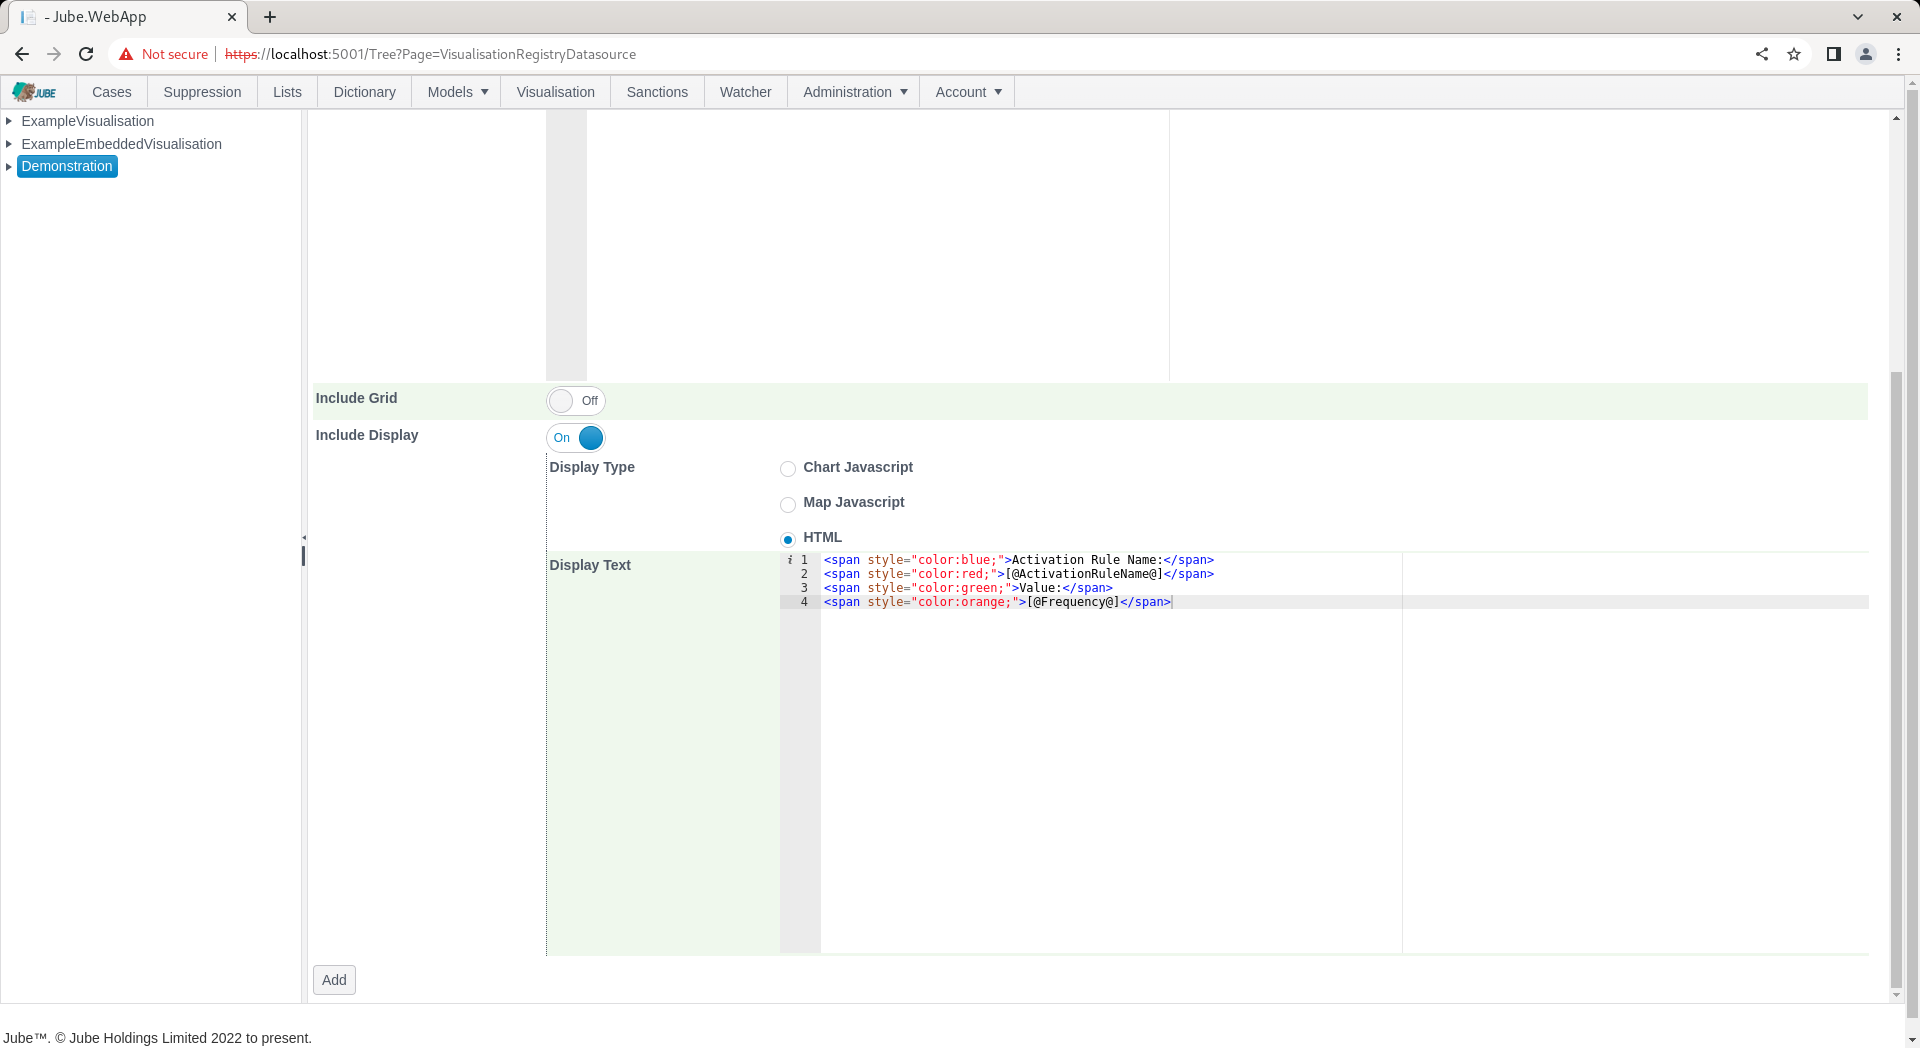 - Jube.WebApp
Not secure https://localhost:5001/Tree?Page=VisualisationRegistryDatasource
JUBE Cases Suppression Lists Dictionary Models Visualisation Sanctions Watcher Administration Account
ExampleVisualisation
ExampleEmbeddedVisualisation
Demonstration
Include Grid Off
Include Display On
Display Type Chart Javascript
Map Javascript
HTML
Display Text
i 1 <span style="color:blue;">Activation Rule Name:</span>
2 <span style="color:red;">[@ActivationRuleName@]</span>
3 <span style="color:green;">Value:</span>
4 <span style="color:orange;">[@Frequency@]</span>
Add
Jube™. © Jube Holdings Limited 2022 to present.